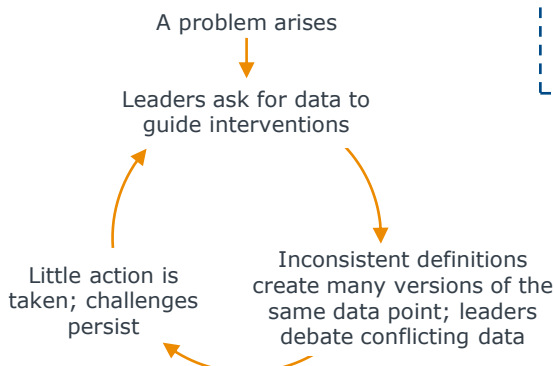 A problem arises
Leaders ask for data to
guide interventions
Inconsistent definitions
create many versions of the
same data point; leaders
debate conflicting data
Little action is
taken; challenges
persist